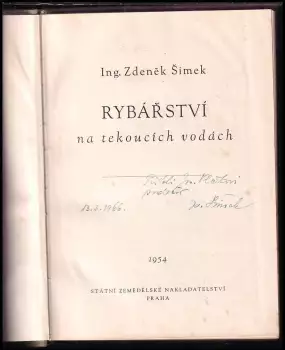 Ing. Zdeněk Šimek
RYBÁŘSTVÍ
na tekoucích vodách
1954
STÁTNÍ ZEMĚDĚLSKÉ NAKLADATELSTVÍ
PRAHA